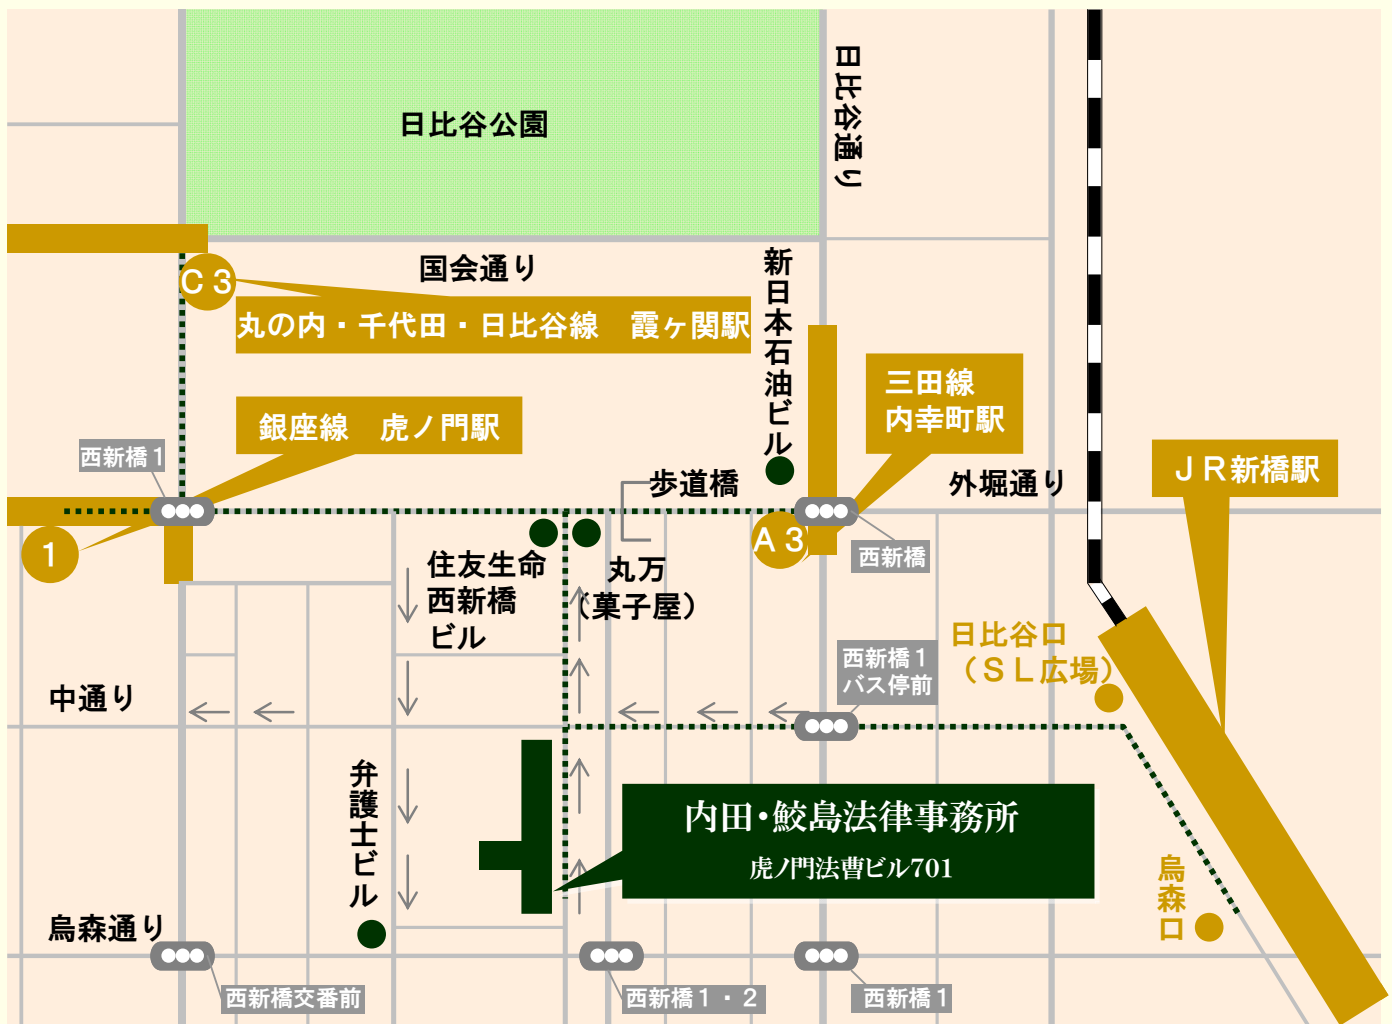 日比谷公園
日比谷通り
C3
国会通り
丸の内・千代田・日比谷線　霞ヶ関駅
新日本石油ビル
三田線
内幸町駅
銀座線　虎ノ門駅
西新橋1
歩道橋
外堀通り
JR新橋駅
1
A3
西新橋
住友生命
西新橋
ビル
丸万
（菓子屋）
日比谷口
（SL広場）
西新橋1
バス停前
中通り
弁護士ビル
内田・鮫島法律事務所
虎ノ門法曹ビル701
烏森口
烏森通り
西新橋交番前
西新橋1・2
西新橋1